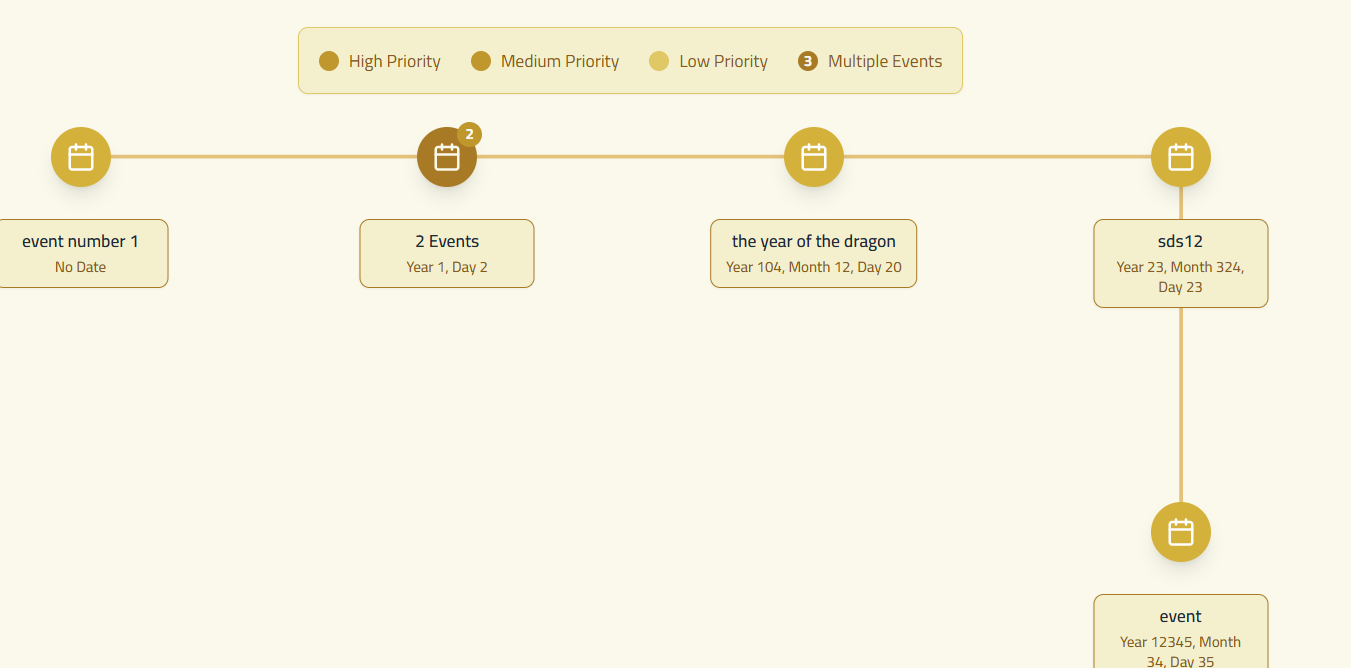 High Priority
Medium Priority
Low Priority
3
Multiple Events
2
event number 1
No Date
2 Events
Year 1, Day 2
the year of the dragon
Year 104, Month 12, Day 20
sds12
Year 23, Month 324,
Day 23
event
Year 12345, Month
34, Day 35